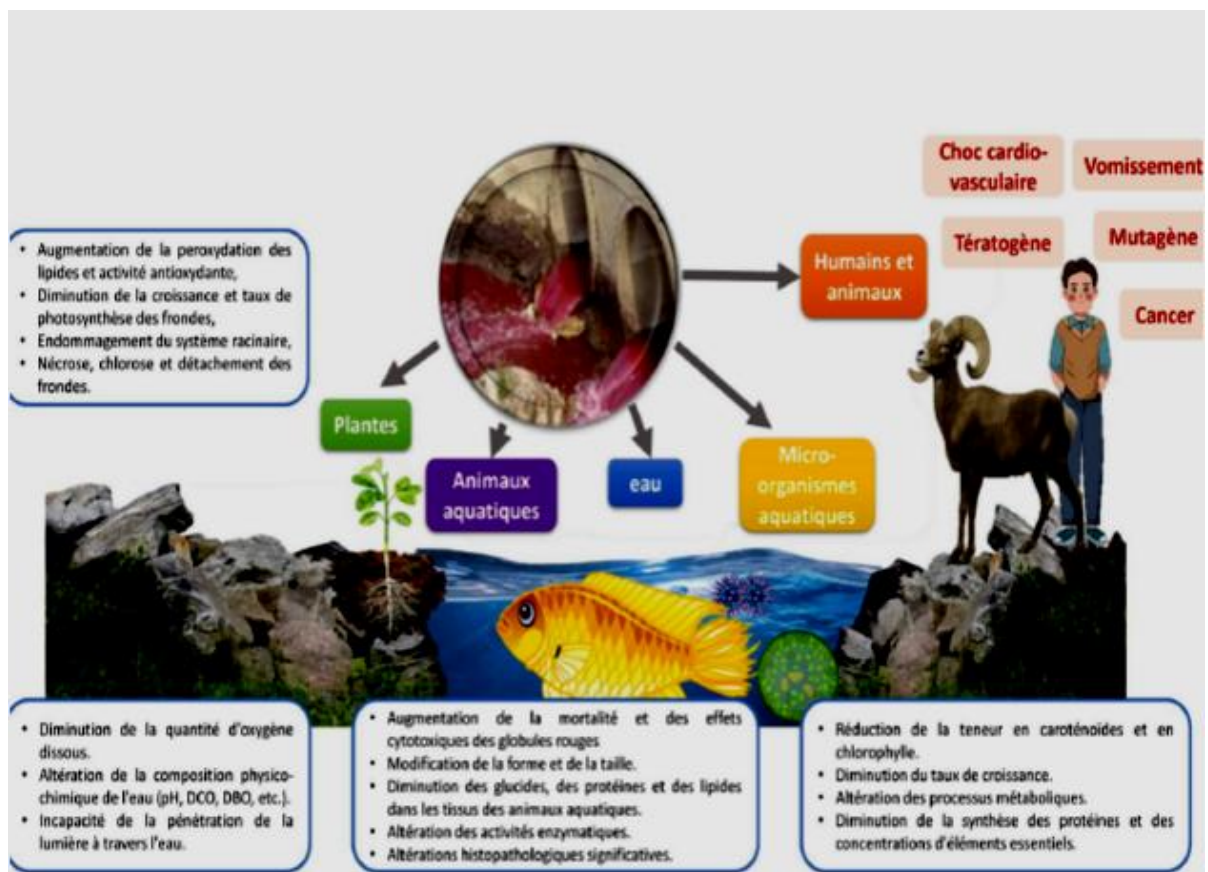 Choc cardio-
vasculaire
Vomissement
Tératogène
Mutagène
Cancer
Humains et
animaux
• Augmentation de la peroxydation des
lipides et activité antioxydante,
• Diminution de la croissance et taux de
photosynthèse des frondes,
• Endommagement du système racinaire,
• Nécrose, chlorose et détachement des
frondes.
Plantes
Animaux
aquatiques
eau
Micro-
organismes
aquatiques
• Diminution de la quantité d'oxygène
dissous.
• Altération de la composition physico-
chimique de l'eau (pH, DCO, DBO, etc.).
• Incapacité de la pénétration de la
lumière à travers l'eau.
• Augmentation de la mortalité et des effets
cytotoxiques des globules rouges
• Modification de la forme et de la taille.
• Diminution des glucides, des protéines et des lipides
dans les tissus des animaux aquatiques.
• Altération des activités enzymatiques.
• Altérations histopathologiques significatives.
• Réduction de la teneur en caroténoïdes et en
chlorophylle.
• Diminution du taux de croissance.
• Altération des processus métaboliques.
• Diminution de la synthèse des protéines et des
concentrations d'éléments essentiels.